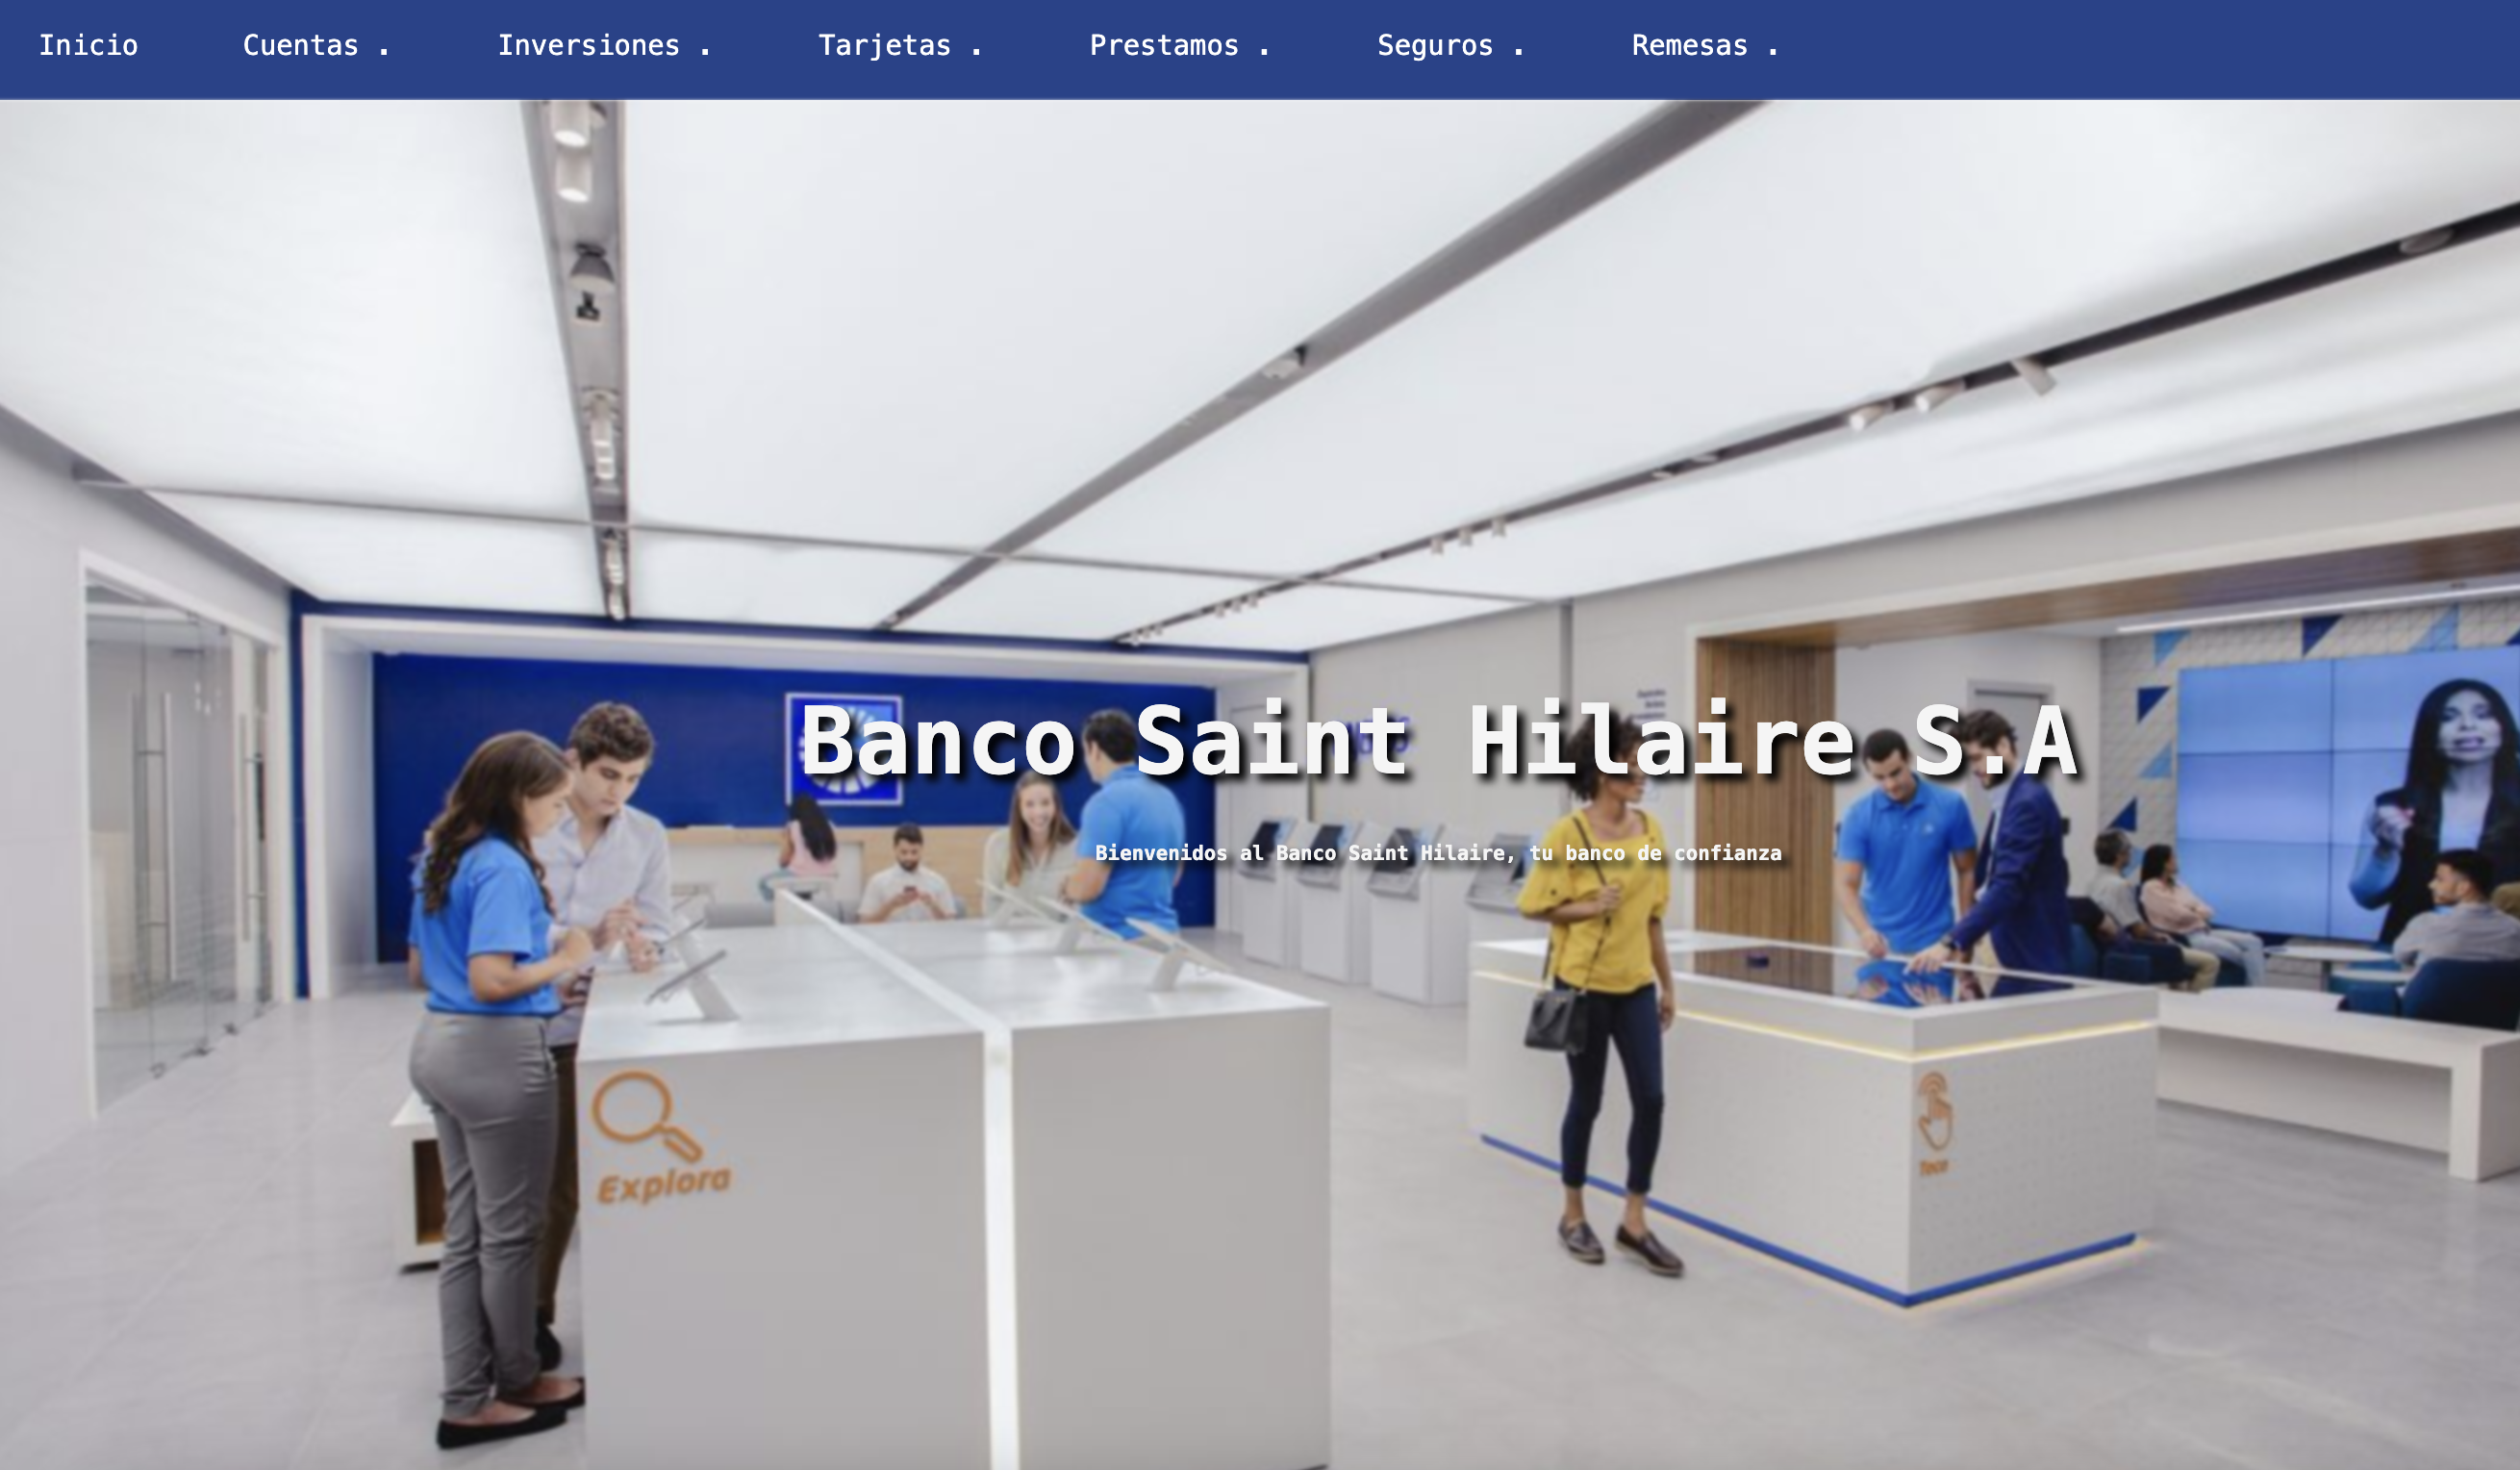 Inicio
Cuentas .
Inversiones .
Tarjetas .
Prestamos .
Seguros .
Remesas .
Banco Saint Hilaire S.A
Bienvenidos al Banco Saint Hilaire, tu banco de confianza
Explora
Toca